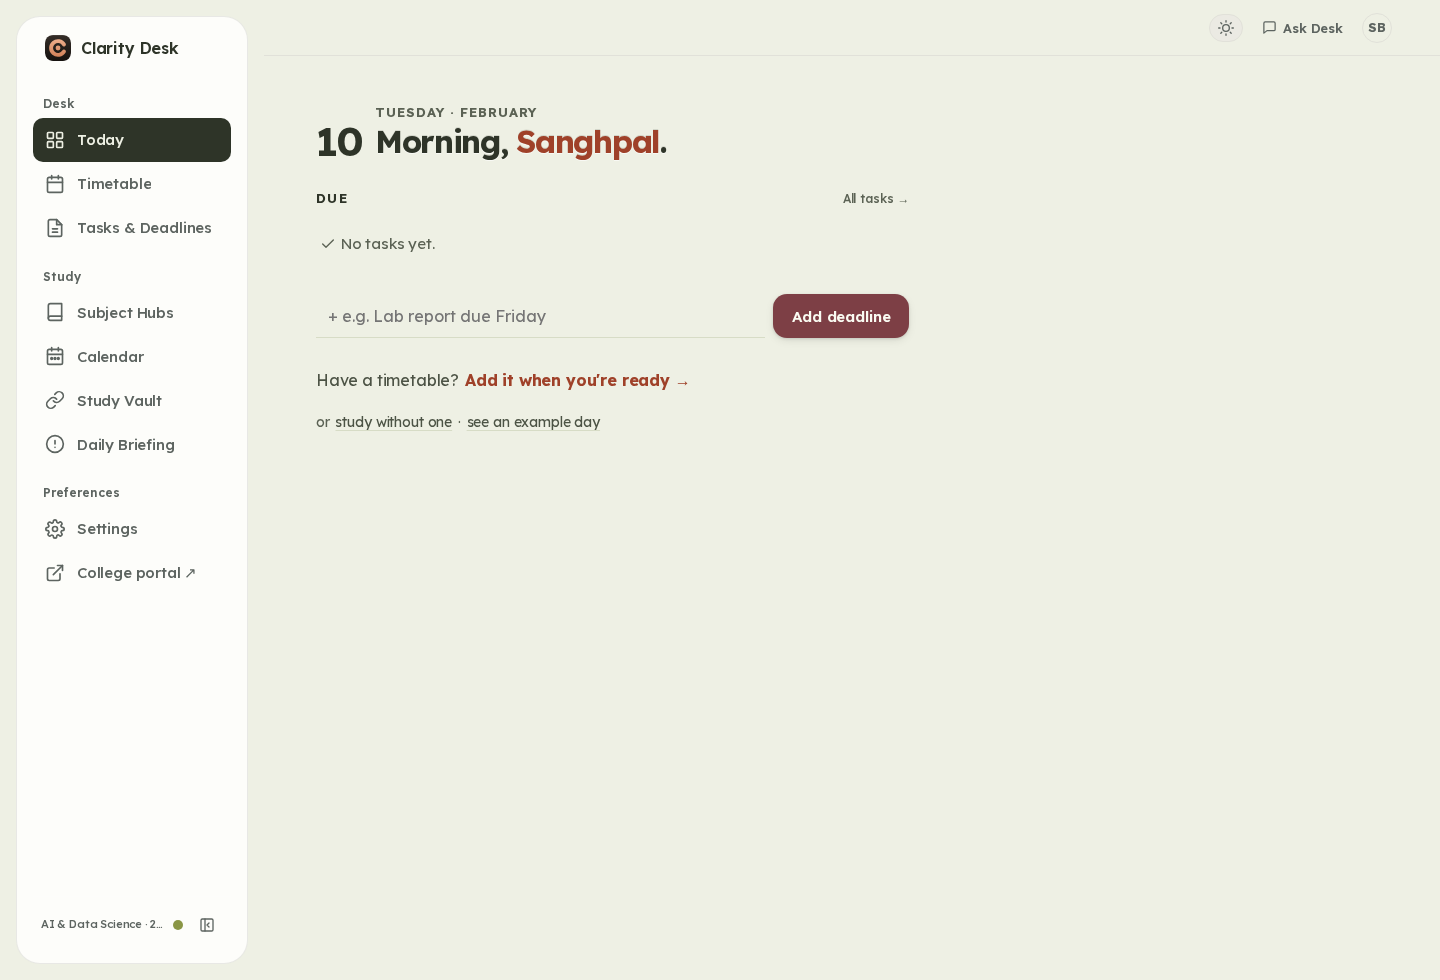 Clarity Desk
Desk
Today
Timetable
Tasks & Deadlines
Study
Subject Hubs
Calendar
Study Vault
Daily Briefing
Preferences
Settings
College portal ↗
AI & Data Science · 2...
Ask Desk
SB
TUESDAY · FEBRUARY
10 Morning, Sanghpal.
DUE
All tasks →
No tasks yet.
+ e.g. Lab report due Friday
Add deadline
Have a timetable? Add it when you're ready →
or study without one · see an example day